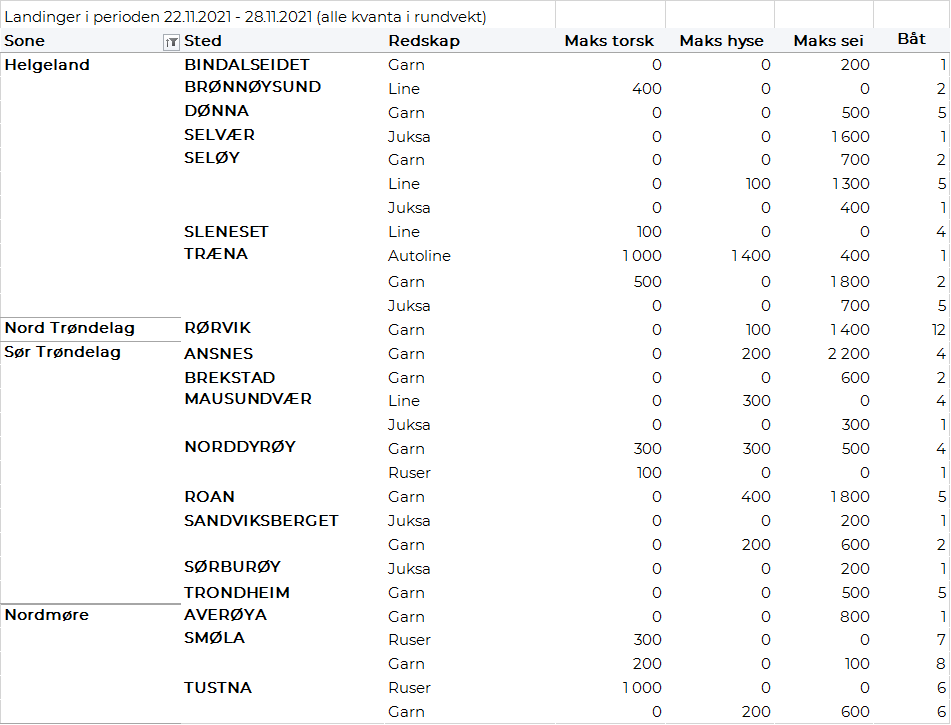 Landinger i perioden 22.11.2021 - 28.11.2021 (alle kvanta i rundvekt)
Sone Sted Redskap Maks torsk Maks hyse Maks sei Båt
Helgeland BINDALSEIDET Garn 0 0 200 1
BRØNNØYSUND Line 400 0 0 2
DØNNA Garn 0 0 500 5
SELVÆR Juksa 0 0 1 600 1
SELØY Garn 0 0 700 2
Line 0 100 1 300 5
Juksa 0 0 400 1
SLENESET Line 100 0 0 4
TRÆNA Autoline 1 000 1 400 400 1
Garn 500 0 1 800 2
Juksa 0 0 700 5
Nord Trøndelag RØRVIK Garn 0 100 1 400 12
Sør Trøndelag ANSNES Garn 0 200 2 200 4
BREKSTAD Garn 0 0 600 2
MAUSUNDVÆR Line 0 300 0 4
Juksa 0 0 300 1
NORDDYRØY Garn 300 300 500 4
Ruser 100 0 0 1
ROAN Garn 0 400 1 800 5
SANDVIKSBERGET Juksa 0 0 200 1
Garn 0 200 600 2
SØRBURØY Juksa 0 0 200 1
TRONDHEIM Garn 0 0 500 5
Nordmøre AVERØYA Garn 0 0 800 1
SMØLA Ruser 300 0 0 7
Garn 200 0 100 8
TUSTNA Ruser 1 000 0 0 6
Garn 0 200 600 6